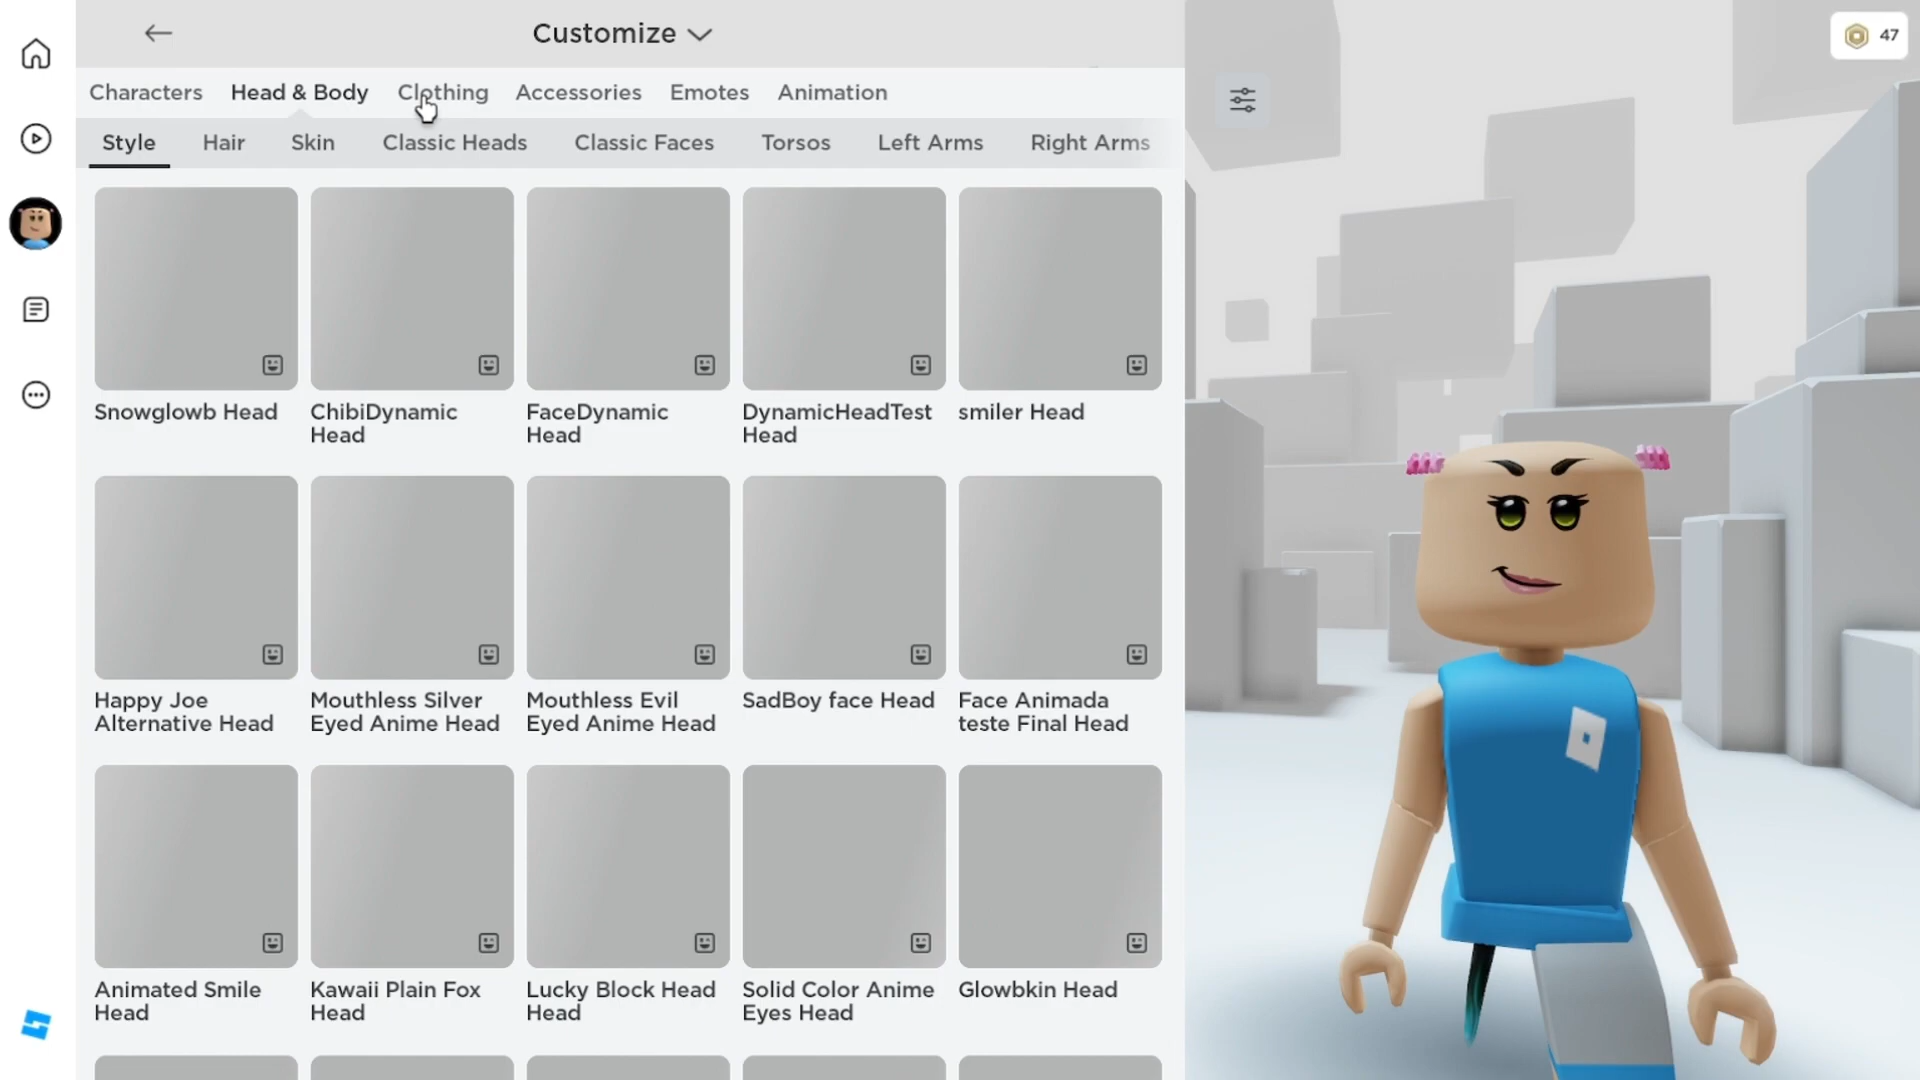 Customize
47
Characters Head & Body Clothing Accessories Emotes Animation
Style Hair Skin Classic Heads Classic Faces Torsos Left Arms Right Arms
Snowglowb Head
ChibiDynamic
Head
FaceDynamic
Head
DynamicHeadTest
Head
smiler Head
Happy Joe
Alternative Head
Mouthless Silver
Eyed Anime Head
Mouthless Evil
Eyed Anime Head
SadBoy face Head
Face Animada
teste Final Head
Animated Smile
Head
Kawaii Plain Fox
Head
Lucky Block Head
Head
Solid Color Anime
Eyes Head
Glowbkin Head